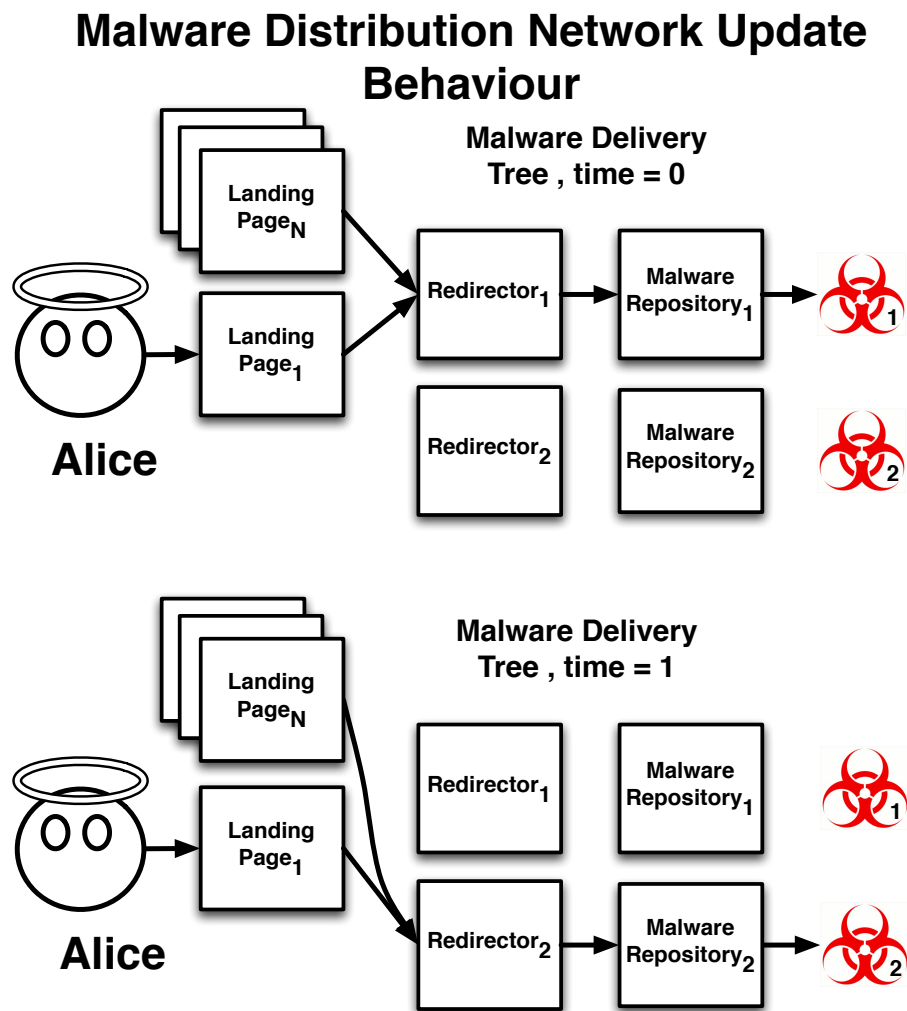 Malware Distribution Network Update
Behaviour
Malware Delivery
Tree , time = 0
Landing
PageN
Redirector1
Malware
Repository1
1
Landing
Page1
Alice
Redirector2
Malware
Repository2
2
Malware Delivery
Tree , time = 1
Landing
PageN
Redirector1
Malware
Repository1
1
Landing
Page1
Alice
Redirector2
Malware
Repository2
2